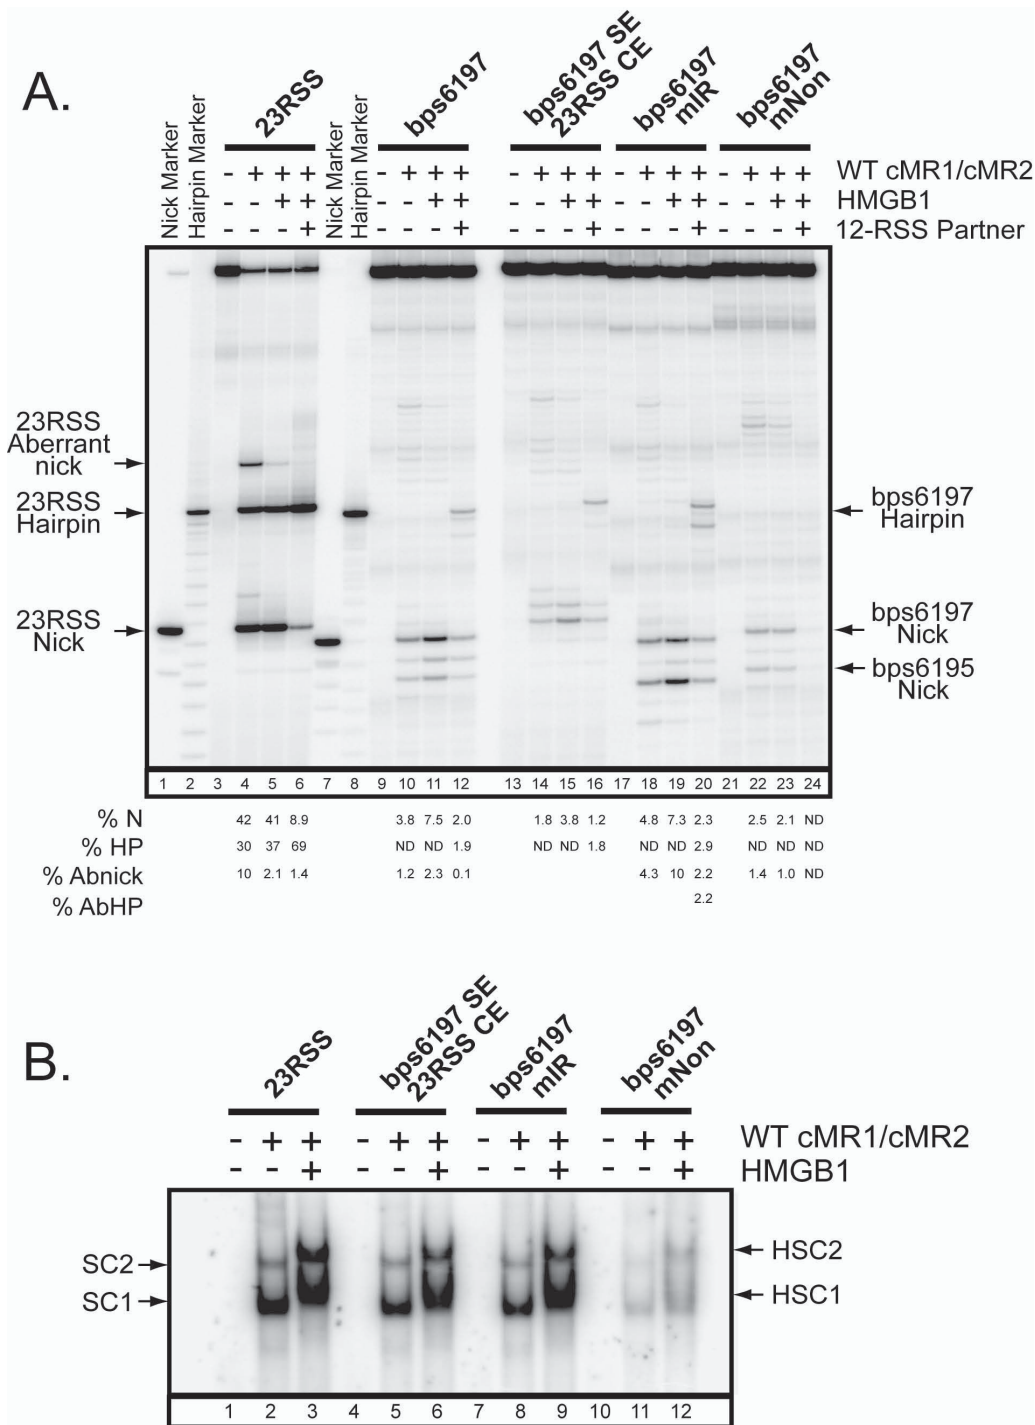 A.
23RSS
bps6197
bps6197 SE
23RSS CE
bps6197
mIR
bps6197
mNon
Nick Marker
Hairpin Marker
Nick Marker
Hairpin Marker
- + + + - + + + - + + + - + + + - + + + WT cMR1/cMR2
- - + + - - + + - - + + - - + + - - + + HMGB1
- - - + - - - + - - - + - - - + - - - + 12-RSS Partner
23RSS
Aberrant
nick
23RSS
Hairpin
23RSS
Nick
bps6197
Hairpin
bps6197
Nick
bps6195
Nick
1 2 3 4 5 6 7 8 9 10 11 12 13 14 15 16 17 18 19 20 21 22 23 24
% N 42 41 8.9 3.8 7.5 2.0 1.8 3.8 1.2 4.8 7.3 2.3 2.5 2.1 ND
% HP 30 37 69 ND ND 1.9 ND ND 1.8 ND ND 2.9 ND ND ND
% Abnick 10 2.1 1.4 1.2 2.3 0.1 4.3 10 2.2 1.4 1.0 ND
% AbHP 2.2
B.
23RSS
bps6197 SE
23RSS CE
bps6197
mIR
bps6197
mNon
- + + - + + - + + - + + WT cMR1/cMR2
- - + - - + - - + - - + HMGB1
SC2
SC1
HSC2
HSC1
1 2 3 4 5 6 7 8 9 10 11 12